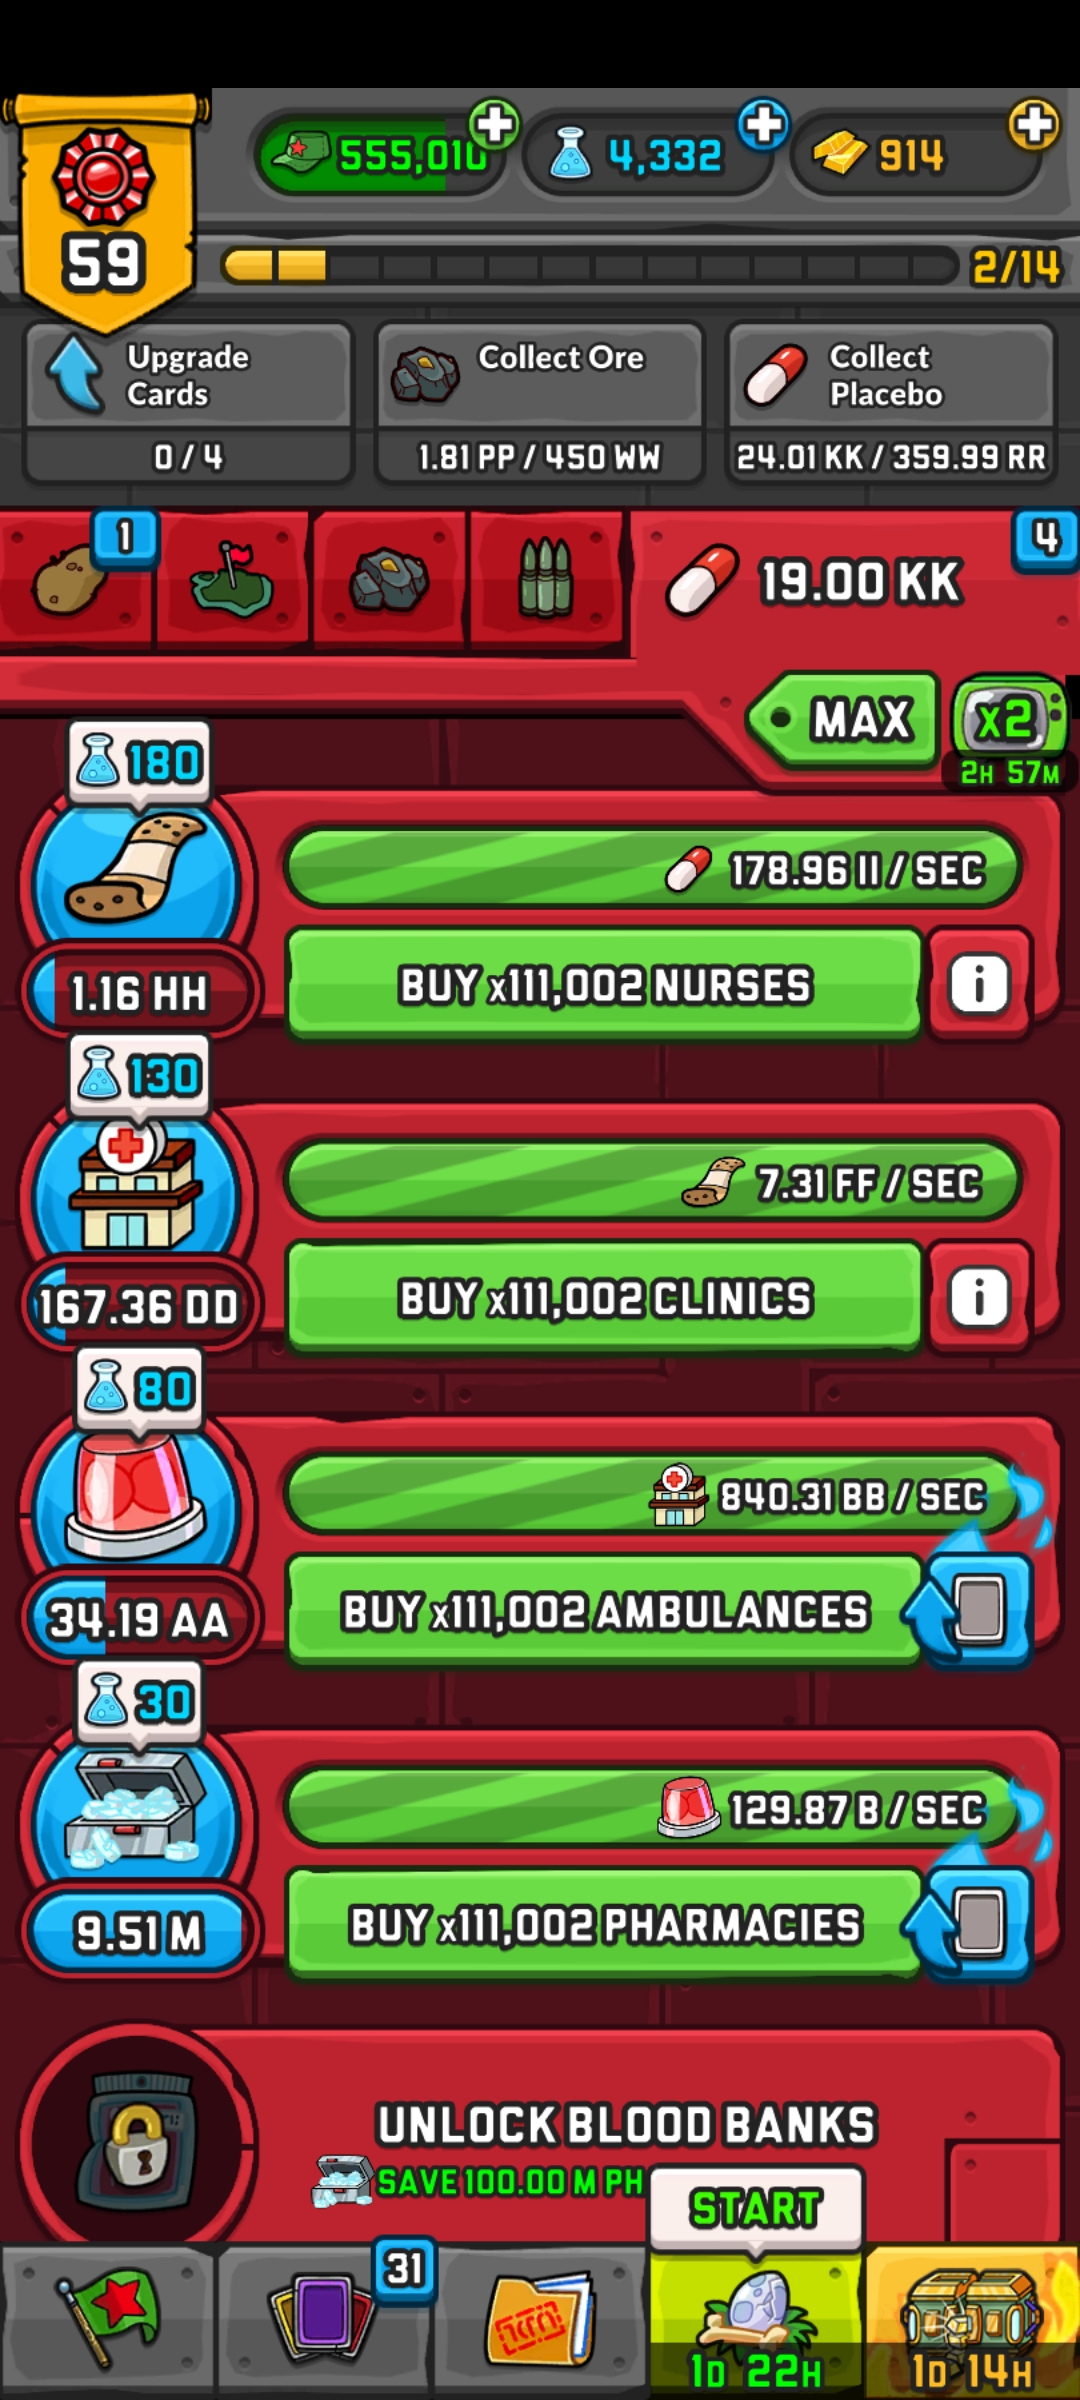 555,010
4,332
914
59
2/14
Upgrade
Cards
0 / 4
Collect Ore
1.81 PP / 450 WW
Collect
Placebo
24.01 KK / 359.99 RR
1
19.00 KK
4
MAX
x2
2H 57M
180
178.96 II / SEC
1.16 HH
BUY x111,002 NURSES
i
130
7.31 FF / SEC
167.36 DD
BUY x111,002 CLINICS
i
80
840.31 BB / SEC
34.19 AA
BUY x111,002 AMBULANCES
30
129.87 B / SEC
9.51 M
BUY x111,002 PHARMACIES
UNLOCK BLOOD BANKS
SAVE 100.00 M PH
START
31
1D 22H
1D 14H